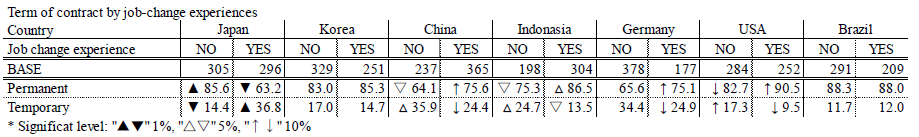 Term of contract by job-change experiences
Country Japan Korea China Indonasia Germany USA Brazil
Job change experience NO YES NO YES NO YES NO YES NO YES NO YES NO YES
BASE 305 296 329 251 237 365 198 304 378 177 284 252 291 209
Permanent ▲ 85.6 ▼ 63.2 83.0 85.3 ▽ 64.1 ↑ 75.6 ▽ 75.3 △ 86.5 65.6 ↑ 75.1 ↓ 82.7 ↑ 90.5 88.3 88.0
Temporary ▼ 14.4 ▲ 36.8 17.0 14.7 △ 35.9 ↓ 24.4 △ 24.7 ▽ 13.5 34.4 ↓ 24.9 ↑ 17.3 ↓ 9.5 11.7 12.0
* Significat level: "▲▼" 1%, "△▽" 5%, "↑ ↓" 10%